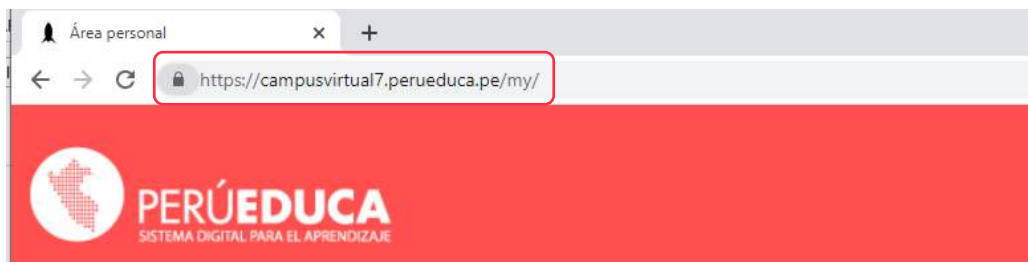 Área personal
https://campusvirtual7.perueduca.pe/my/
PERÚEDUCA
SISTEMA DIGITAL PARA EL APRENDIZAJE